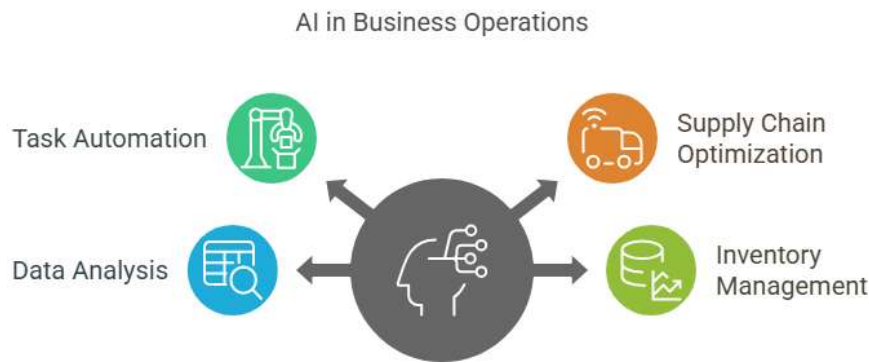 AI in Business Operations
Task Automation
Supply Chain
Optimization
Data Analysis
Inventory
Management